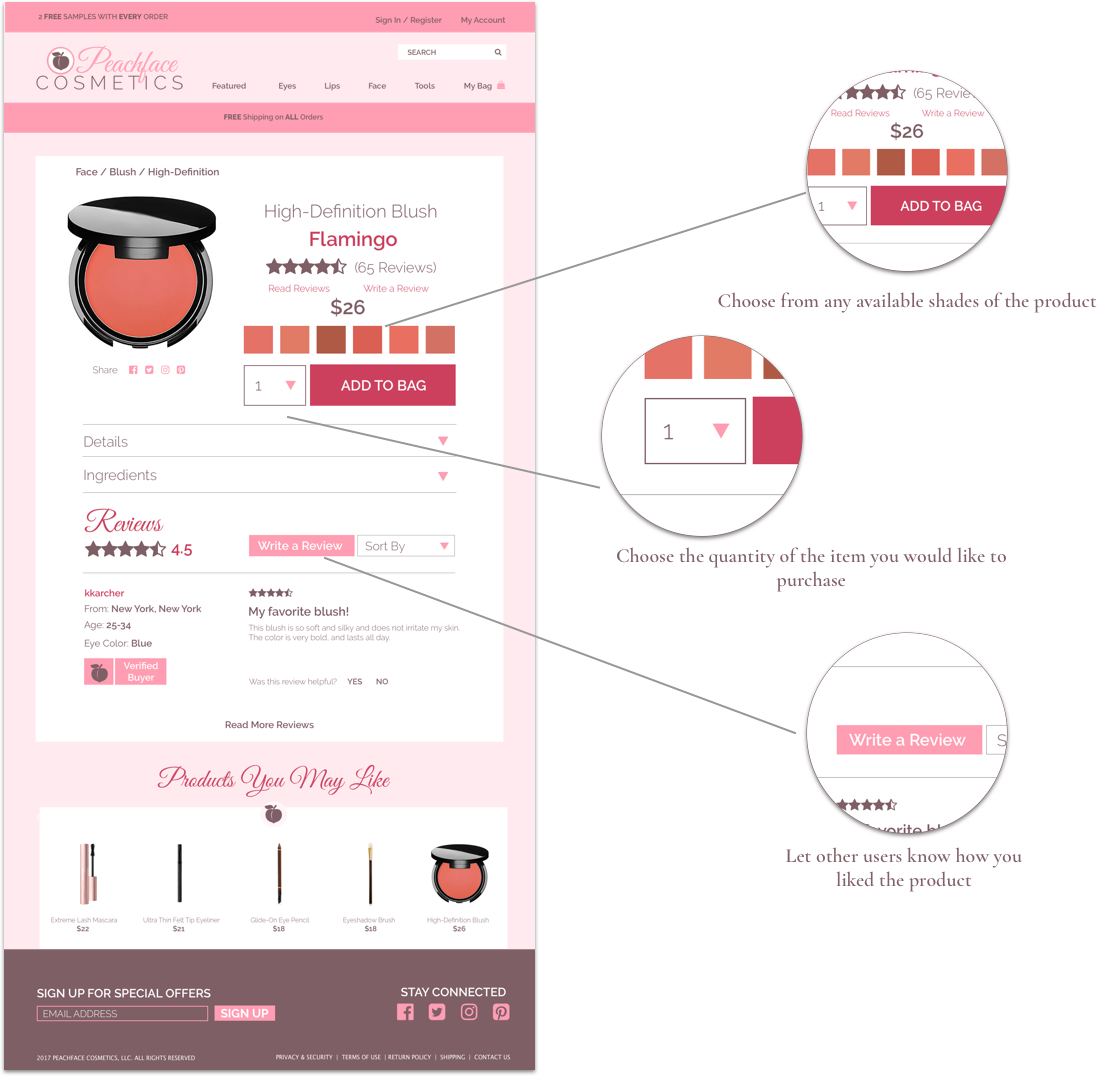 2 FREE SAMPLES WITH EVERY ORDER
Sign In / Register My Account
Peachface
COSMETICS
SEARCH
Featured Eyes Lips Face Tools My Bag
FREE Shipping on ALL Orders
Face / Blush / High-Definition
High-Definition Blush
Flamingo
(65 Reviews)
Read Reviews Write a Review
$26
Share
1 ADD TO BAG
Details
Ingredients
Reviews
4.5
Write a Review Sort By
kkarcher
From: New York, New York
Age: 25-34
Eye Color: Blue
Verified
Buyer
My favorite blush!
This blush is so soft and silky and does not irritate my skin.
The color is very bold, and lasts all day.
Was this review helpful? YES NO
Read More Reviews
Products You May Like
Extreme Lash Mascara
$22
Ultra Thin Felt Tip Eyeliner
$21
Glide-On Eye Pencil
$18
Eyeshadow Brush
$18
High-Definition Blush
$26
SIGN UP FOR SPECIAL OFFERS
EMAIL ADDRESS SIGN UP
STAY CONNECTED
2017 PEACHFACE COSMETICS, LLC. ALL RIGHTS RESERVED
PRIVACY & SECURITY | TERMS OF USE | RETURN POLICY | SHIPPING | CONTACT US
(65 Revie
Read Reviews Write a Review
$26
1 ADD TO BAG
Choose from any available shades of the product
1
Choose the quantity of the item you would like to
purchase
Write a Review S
vorite bl
Let other users know how you
liked the product